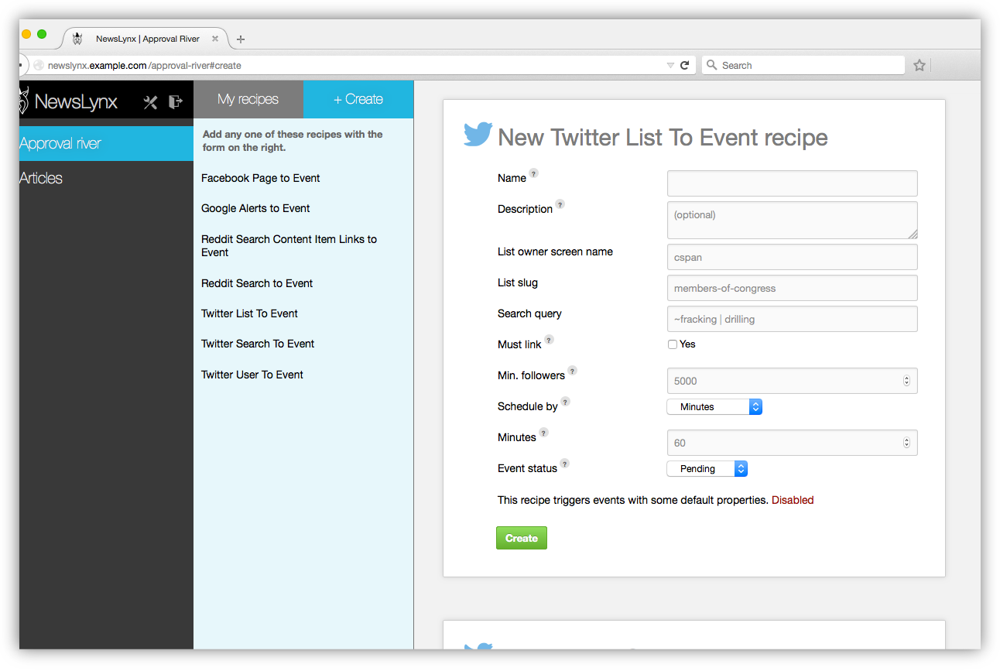 NewsLynx | Approval River
newslynx.example.com/approval-river#create
Search
NewsLynx
My recipes
+ Create
Approval river
Articles
Add any one of these recipes with the
form on the right.
Facebook Page to Event
Google Alerts to Event
Reddit Search Content Item Links to
Event
Reddit Search to Event
Twitter List To Event
Twitter Search To Event
Twitter User To Event
New Twitter List To Event recipe
Name ?
Description ?
(optional)
List owner screen name
cspan
List slug
members-of-congress
Search query
~fracking | drilling
Must link ?
Yes
Min. followers ?
5000
Schedule by ?
Minutes
Minutes ?
60
Event status ?
Pending
This recipe triggers events with some default properties. Disabled
Create